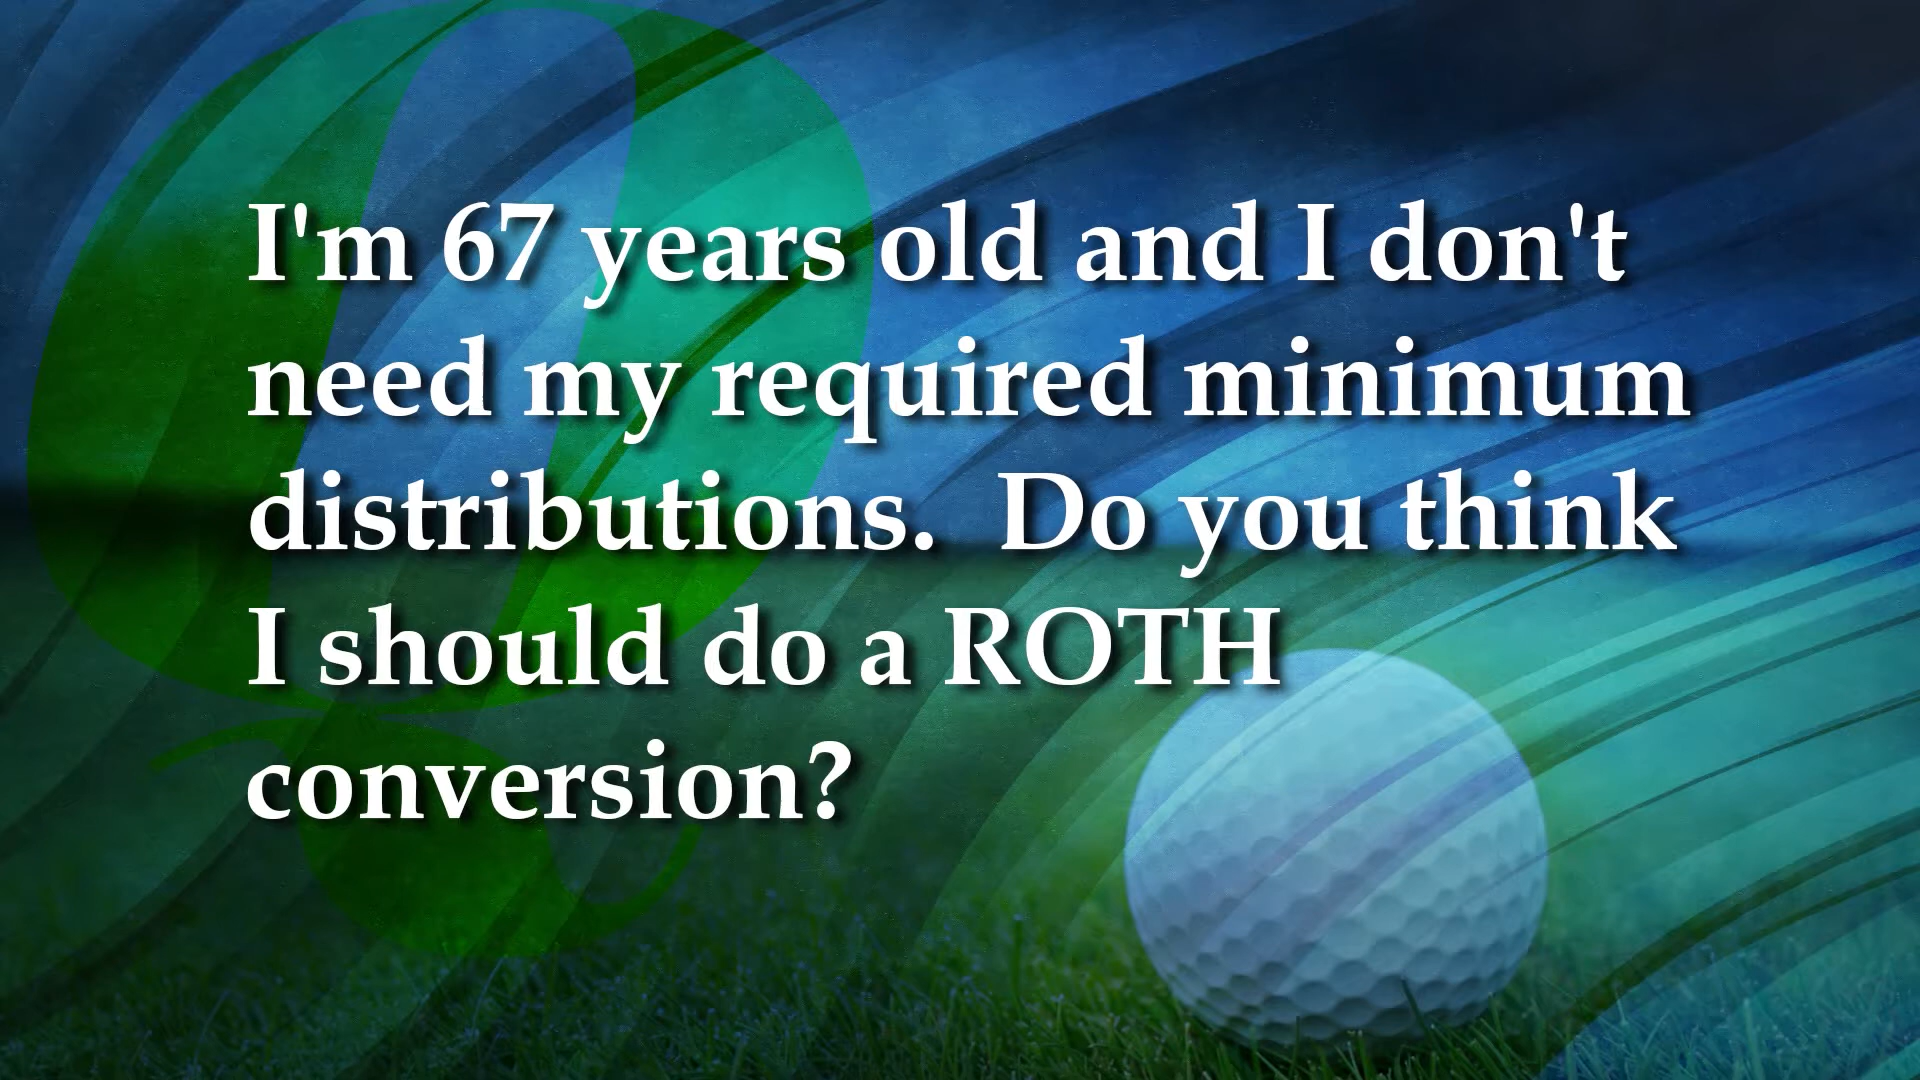 I'm 67 years old and I don't
need my required minimum
distributions.  Do you think
I should do a ROTH
conversion?